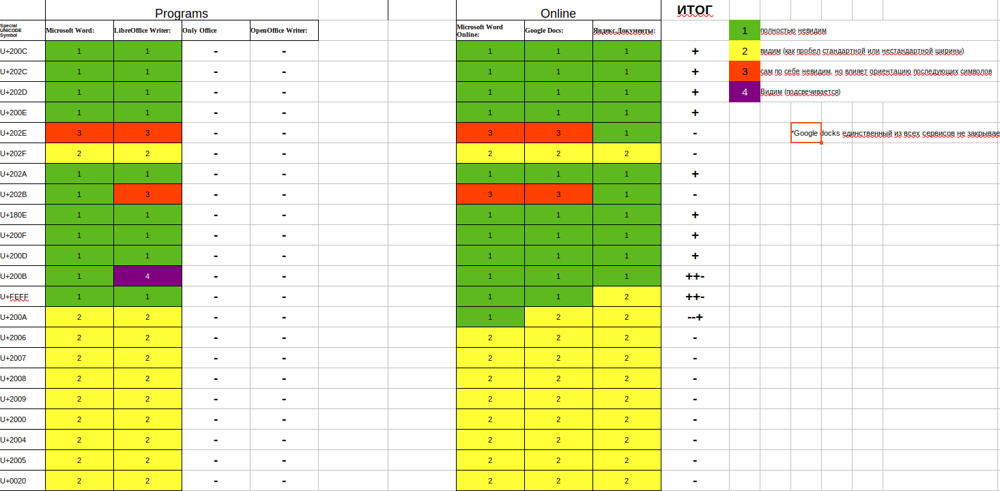 Programs Online ИТОГ
Special UNICODE Symbol Microsoft Word: LibreOffice Writer: Only Office OpenOffice Writer: Microsoft Word Online: Google Docs: Яндекс.Документы: 1 полностью невидим
U+200C 1 1 - - 1 1 1 + 2 видим (как пробел стандартной или нестандартной ширины)
U+202C 1 1 - - 1 1 1 + 3 сам по себе невидим, но влияет ориентацию последующих символов
U+202D 1 1 - - 1 1 1 + 4 Видим (подсвечивается)
U+200E 1 1 - - 1 1 1 +
U+202E 3 3 - - 3 3 1 - *Google docks единственный из всех сервисов не закрывае
U+202F 2 2 - - 2 2 2 -
U+202A 1 1 - - 1 1 1 +
U+202B 1 3 - - 3 3 1 -
U+180E 1 1 - - 1 1 1 +
U+200F 1 1 - - 1 1 1 +
U+200D 1 1 - - 1 1 1 +
U+200B 1 4 - - 1 1 1 ++-
U+FEFF 1 1 - - 1 1 2 ++-
U+200A 2 2 - - 1 2 2 --+
U+2006 2 2 - - 2 2 2 -
U+2007 2 2 - - 2 2 2 -
U+2008 2 2 - - 2 2 2 -
U+2009 2 2 - - 2 2 2 -
U+2000 2 2 - - 2 2 2 -
U+2004 2 2 - - 2 2 2 -
U+2005 2 2 - - 2 2 2 -
U+0020 2 2 - - 2 2 2 -